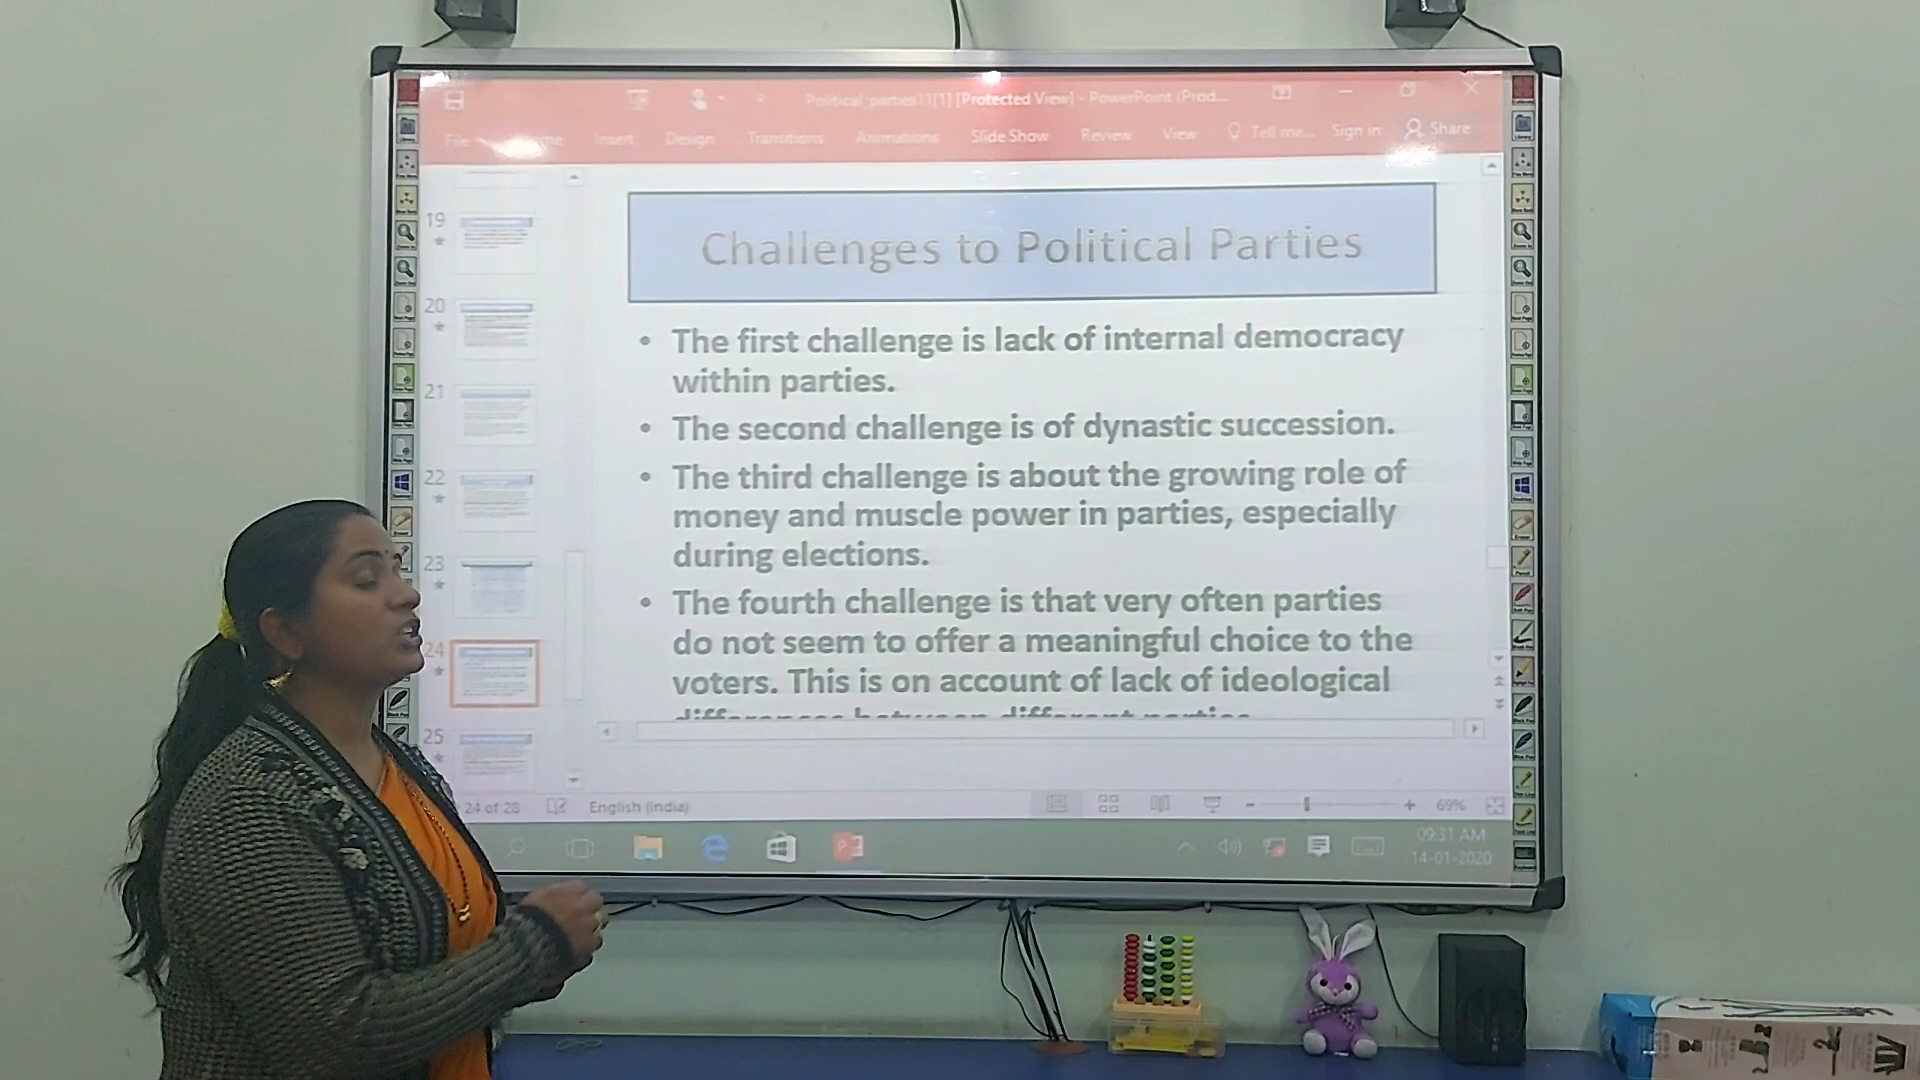 Political_parties11[1] [Protected View] - PowerPoint (Prod...
File Home Insert Design Transitions Animations Slide Show Review View Tell me... Sign in Share
Challenges to Political Parties
• The first challenge is lack of internal democracy
within parties.
• The second challenge is of dynastic succession.
• The third challenge is about the growing role of
money and muscle power in parties, especially
during elections.
• The fourth challenge is that very often parties
do not seem to offer a meaningful choice to the
voters. This is on account of lack of ideological
differences between different parties.
19
20
21
22
23
24
25
24 of 28 English (India)
69%
09:31 AM
14-01-2020